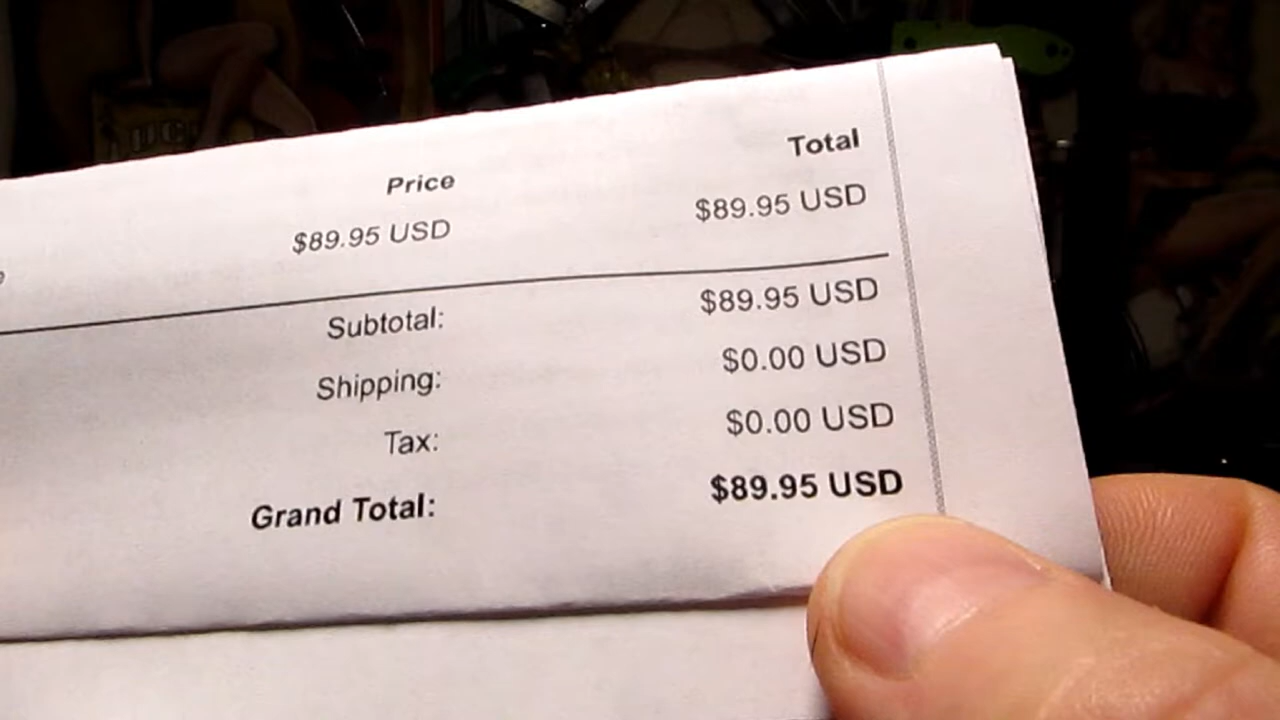 Price Total
$89.95 USD $89.95 USD
Subtotal: $89.95 USD
Shipping: $0.00 USD
Tax: $0.00 USD
Grand Total: $89.95 USD